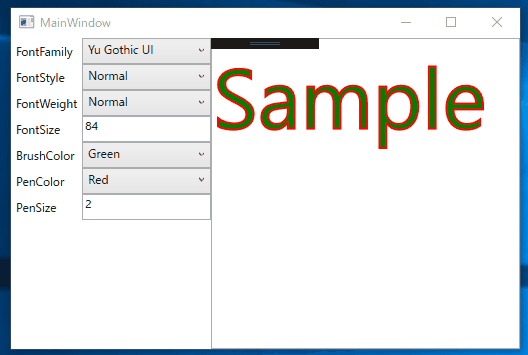 MainWindow
FontFamily Yu Gothic UI
FontStyle Normal
FontWeight Normal
FontSize 84
BrushColor Green
PenColor Red
PenSize 2
Sample